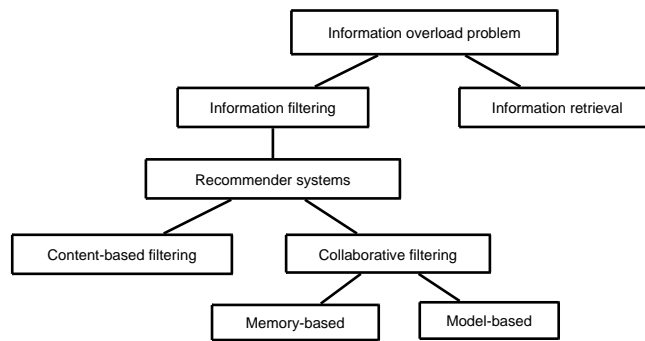 Information overload problem
Information filtering
Information retrieval
Recommender systems
Content-based filtering
Collaborative filtering
Memory-based
Model-based